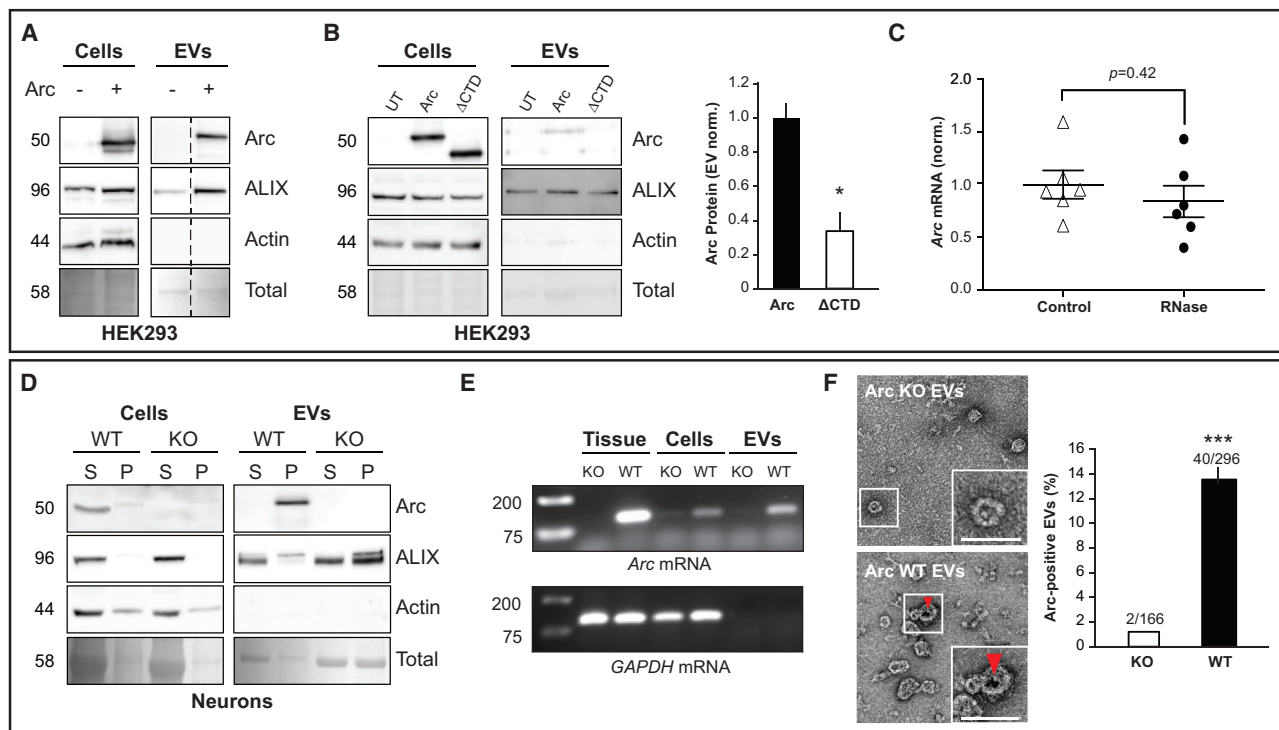 A
Cells EVs
Arc - + - +
50 Arc
96 ALIX
44 Actin
58 Total
HEK293
B
Cells EVs
UT Arc ΔCTD UT Arc ΔCTD
50 Arc
96 ALIX
44 Actin
58 Total
HEK293
Arc Protein (EV norm.)
1.2
1.0
0.8
0.6
0.4
0.2
0
*
Arc ΔCTD
C
Arc mRNA (norm.)
2.0
1.5
1.0
0.5
0.0
p=0.42
Control RNase
D
Cells EVs
WT KO WT KO
S P S P S P S P
50 Arc
96 ALIX
44 Actin
58 Total
Neurons
E
Tissue Cells EVs
KO WT KO WT KO WT
200
75
Arc mRNA
200
75
GAPDH mRNA
F
Arc KO EVs
Arc WT EVs
Arc-positive EVs (%)
16
14
12
10
8
6
4
2
0
***
40/296
2/166
KO WT